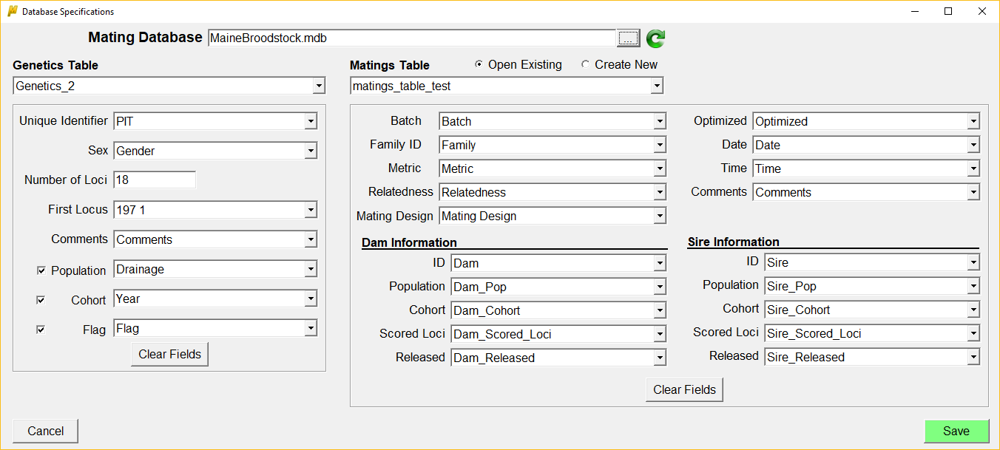 Database Specifications
Mating Database MaineBroodstock.mdb ...
Genetics Table
Genetics_2
Unique Identifier PIT
Sex Gender
Number of Loci 18
First Locus 197 1
Comments Comments
Population Drainage
Cohort Year
Flag Flag
Clear Fields
Matings Table Open Existing Create New
matings_table_test
Batch Batch
Family ID Family
Metric Metric
Relatedness Relatedness
Mating Design Mating Design
Optimized Optimized
Date Date
Time Time
Comments Comments
Dam Information
ID Dam
Population Dam_Pop
Cohort Dam_Cohort
Scored Loci Dam_Scored_Loci
Released Dam_Released
Sire Information
ID Sire
Population Sire_Pop
Cohort Sire_Cohort
Scored Loci Sire_Scored_Loci
Released Sire_Released
Clear Fields
Cancel
Save